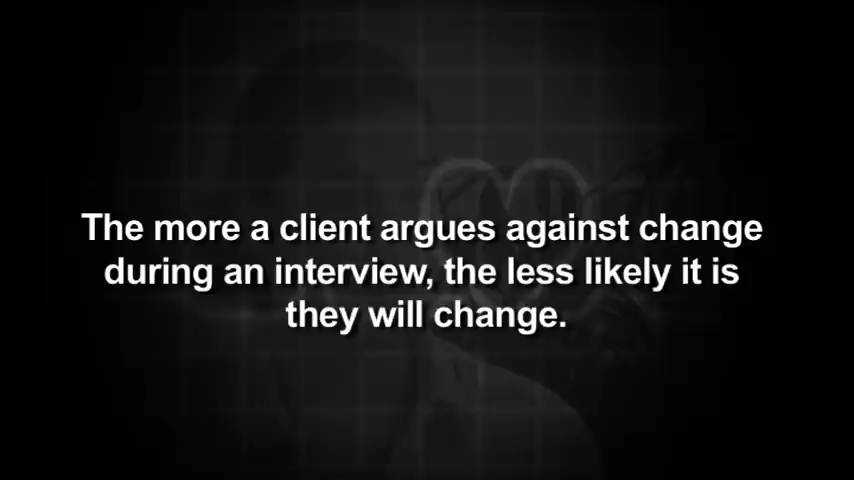 The more a client argues against change
during an interview, the less likely it is
they will change.